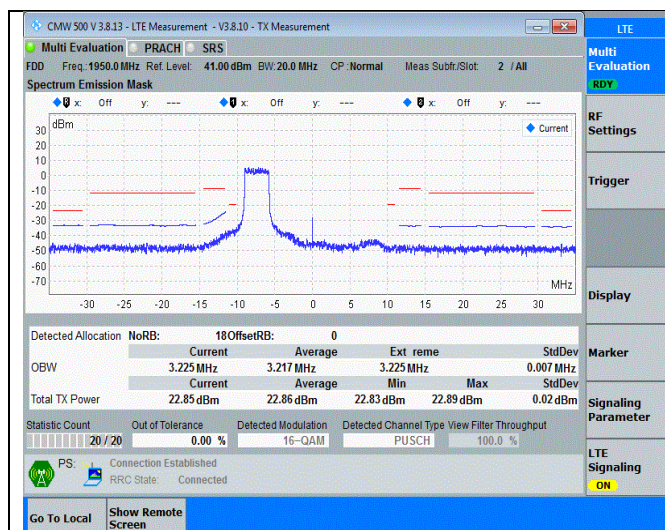 CMW 500 V 3.8.13 - LTE Measurement - V3.8.10 - TX Measurement
LTE
Multi Evaluation PRACH SRS
FDD Freq.:1950.0 MHz Ref. Level: 41.00 dBm BW:20.0 MHz CP :Normal Meas Subfr./Slot: 2 / All
Spectrum Emission Mask
x: Off y: --- x: Off y: --- x: Off y: ---
dBm
Current
30
20
10
0
-10
-20
-30
-40
-50
-60
-70
MHz
-30 -25 -20 -15 -10 -5 0 5 10 15 20 25 30
Detected Allocation NoRB: 18OffsetRB: 0
Current Average Ext reme StdDev
OBW 3.225 MHz 3.217 MHz 3.225 MHz 0.007 MHz
Current Average Min Max StdDev
Total TX Power 22.85 dBm 22.86 dBm 22.83 dBm 22.89 dBm 0.02 dBm
Statistic Count Out of Tolerance Detected Modulation Detected Channel Type View Filter Throughput
20 / 20 0.00 % 16-QAM PUSCH 100.0 %
PS: Connection Established
RRC State: Connected
Multi
Evaluation
RDY
RF
Settings
Trigger
Display
Marker
Signaling
Parameter
LTE
Signaling
ON
Go To Local
Show Remote
Screen